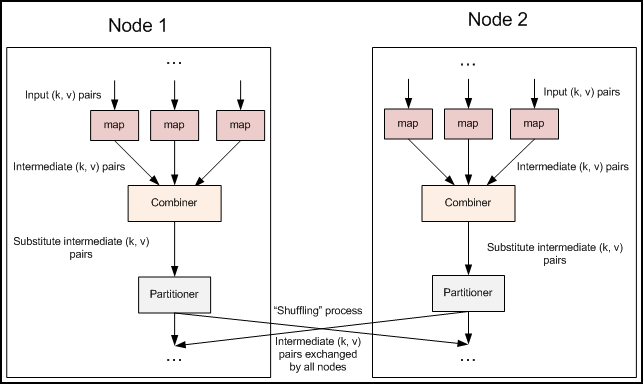 Node 1
Node 2
...
...
Input (k, v) pairs
Input (k, v) pairs
map
map
map
map
map
map
Intermediate (k, v) pairs
Intermediate (k, v) pairs
Combiner
Combiner
Substitute intermediate (k, v)
pairs
Substitute intermediate (k, v)
pairs
Partitioner
Partitioner
“Shuffling” process
Intermediate (k, v)
pairs exchanged
by all nodes
...
...